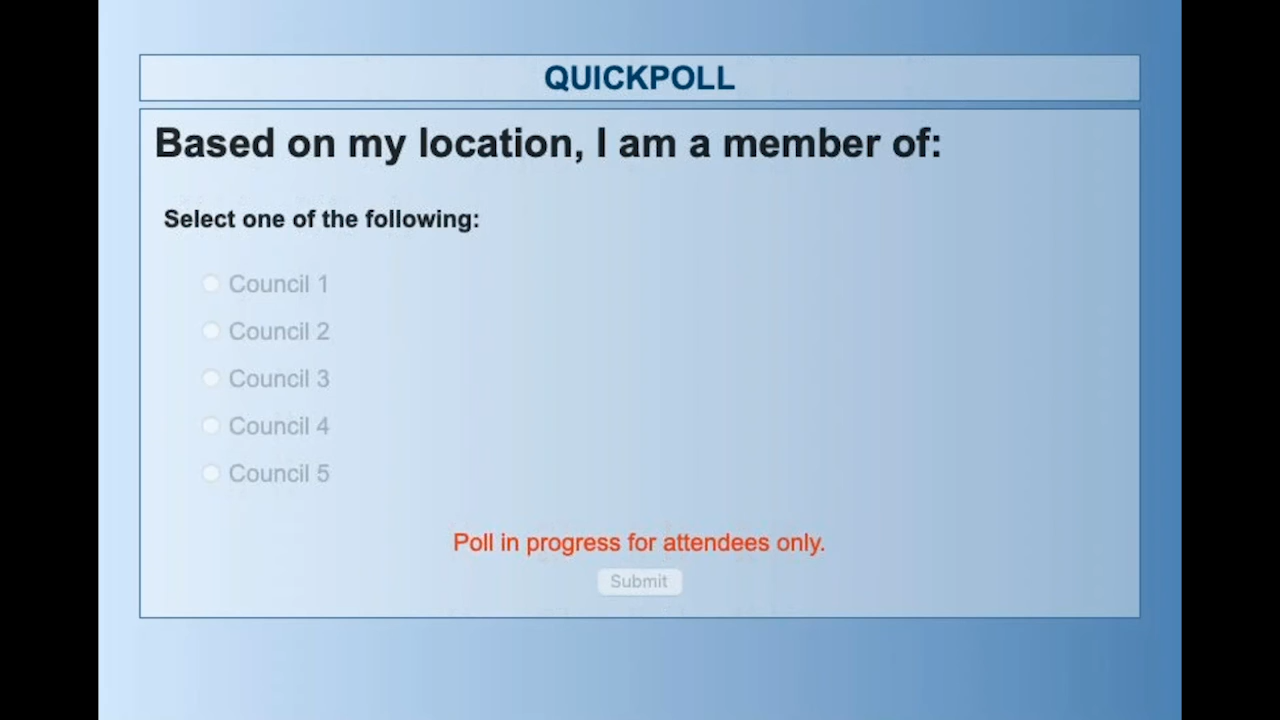 QUICKPOLL
Based on my location, I am a member of:
Select one of the following:
Council 1
Council 2
Council 3
Council 4
Council 5
Poll in progress for attendees only.
Submit